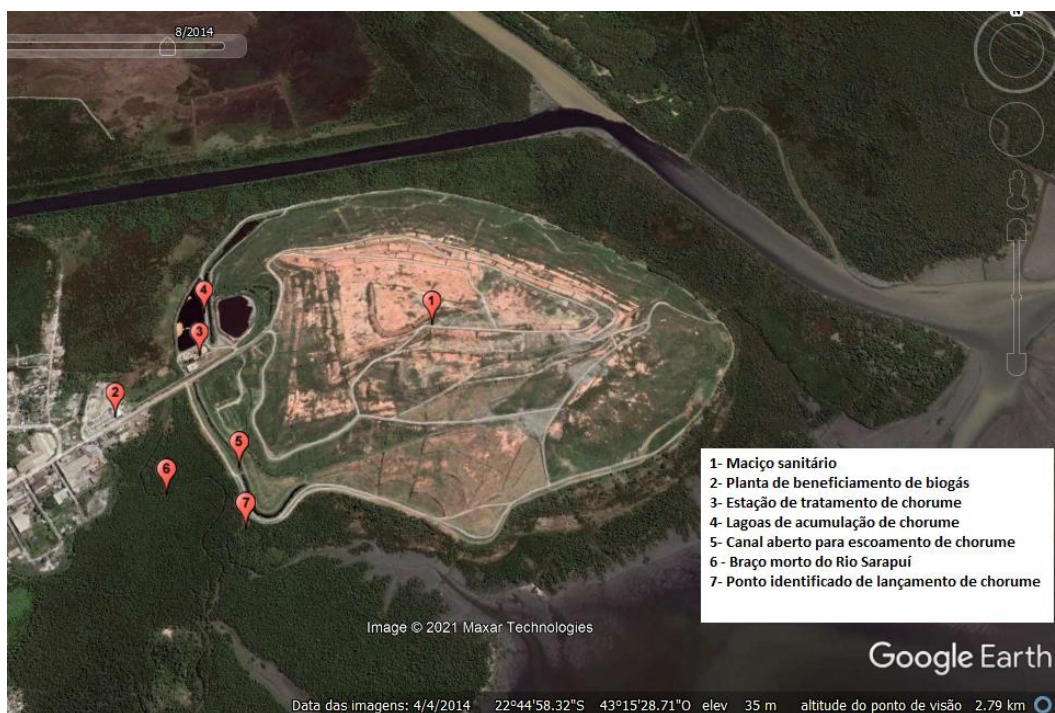 8/2014
N
4
1
3
2
5
6
7
1- Maciço sanitário
2- Planta de beneficiamento de biogás
3- Estação de tratamento de chorume
4- Lagoas de acumulação de chorume
5- Canal aberto para escoamento de chorume
6 - Braço morto do Rio Sarapuí
7- Ponto identificado de lançamento de chorume
Image © 2021 Maxar Technologies
Google Earth
Data das imagens: 4/4/2014 22°44'58.32"S 43°15'28.71"O elev 35 m altitude do ponto de visão 2.79 km